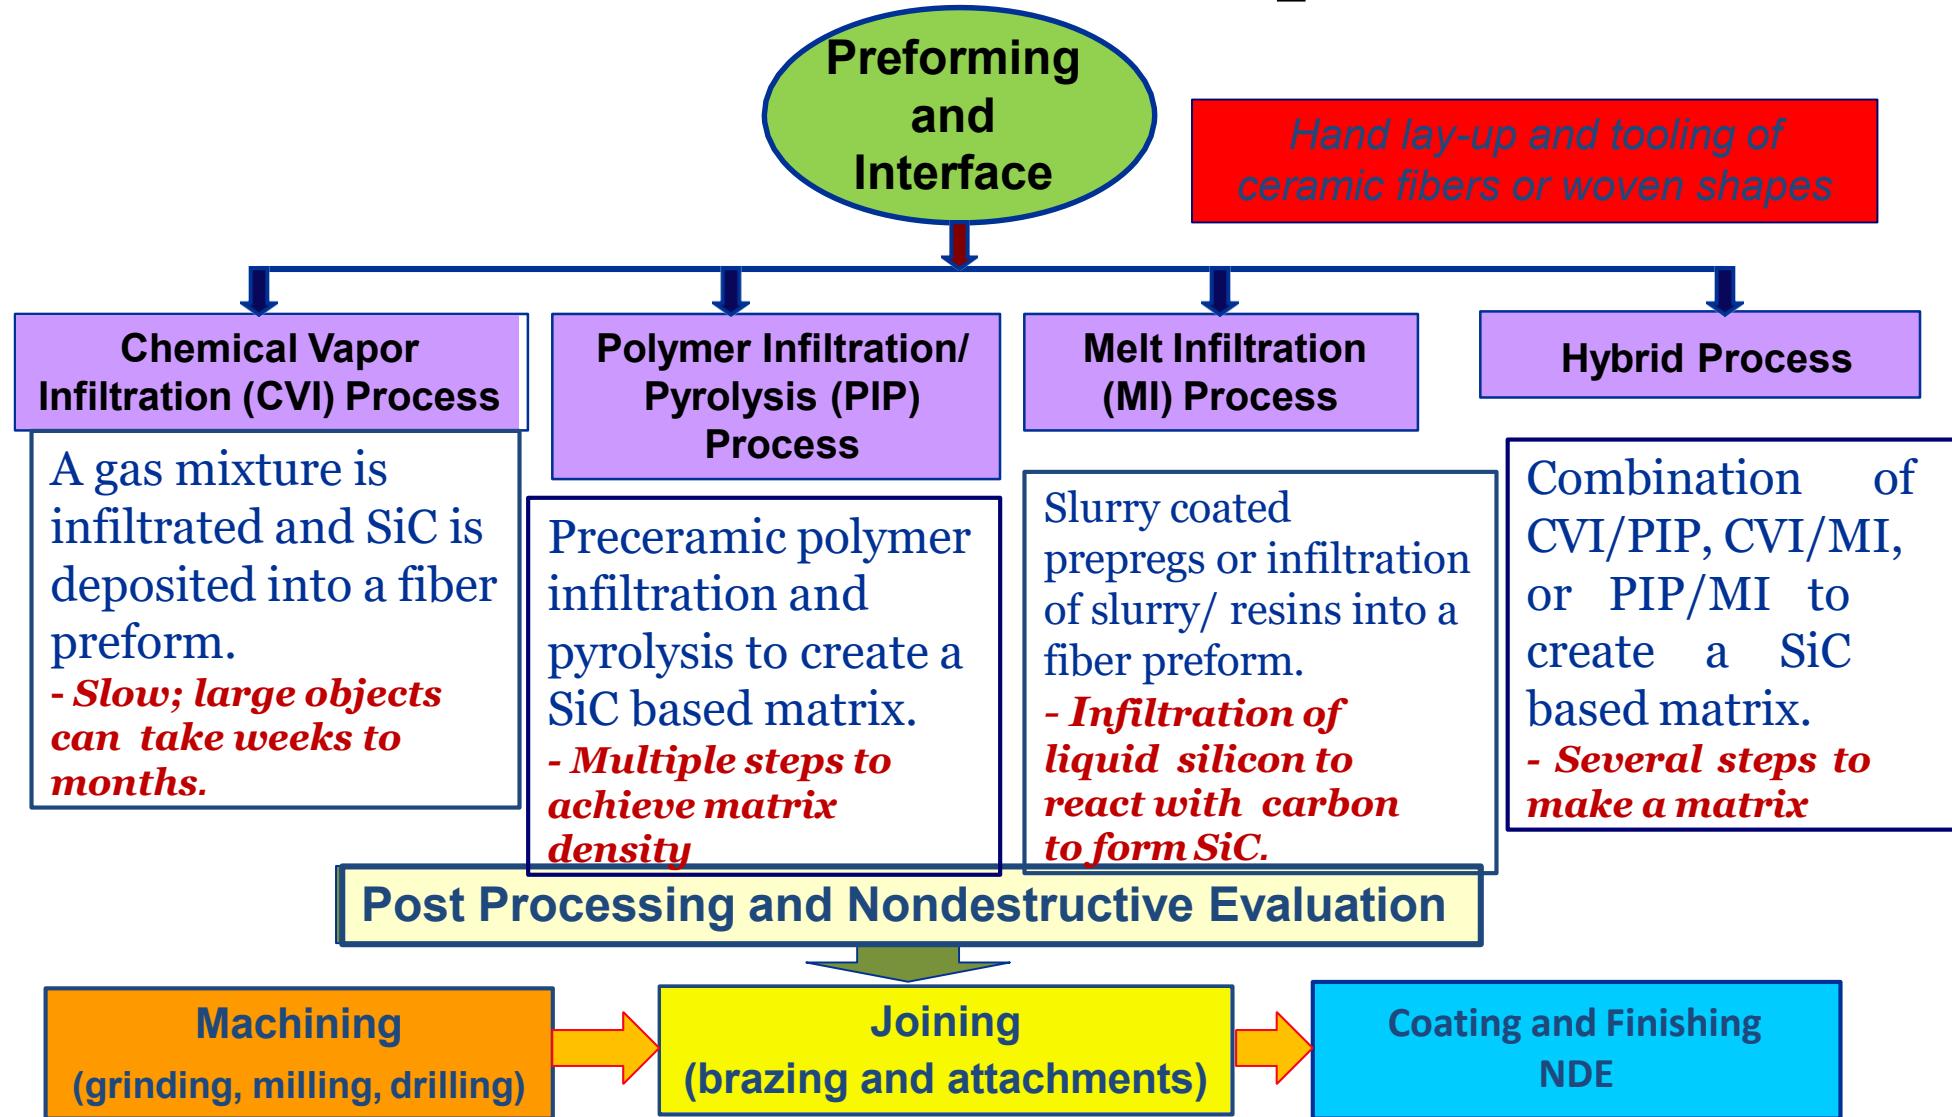 Preforming
and
Interface
Hand lay-up and tooling of
ceramic fibers or woven shapes
Chemical Vapor
Infiltration (CVI) Process
A gas mixture is
infiltrated and SiC is
deposited into a fiber
preform.
- Slow; large objects
can take weeks to
months.
Polymer Infiltration/
Pyrolysis (PIP)
Process
Preceramic polymer
infiltration and
pyrolysis to create a
SiC based matrix.
- Multiple steps to
achieve matrix
density
Melt Infiltration
(MI) Process
Slurry coated
prepregs or infiltration
of slurry/ resins into a
fiber preform.
- Infiltration of
liquid silicon to
react with carbon
to form SiC.
Hybrid Process
Combination of
CVI/PIP, CVI/MI,
or PIP/MI to
create a SiC
based matrix.
- Several steps to
make a matrix
Post Processing and Nondestructive Evaluation
Machining
(grinding, milling, drilling)
Joining
(brazing and attachments)
Coating and Finishing
NDE